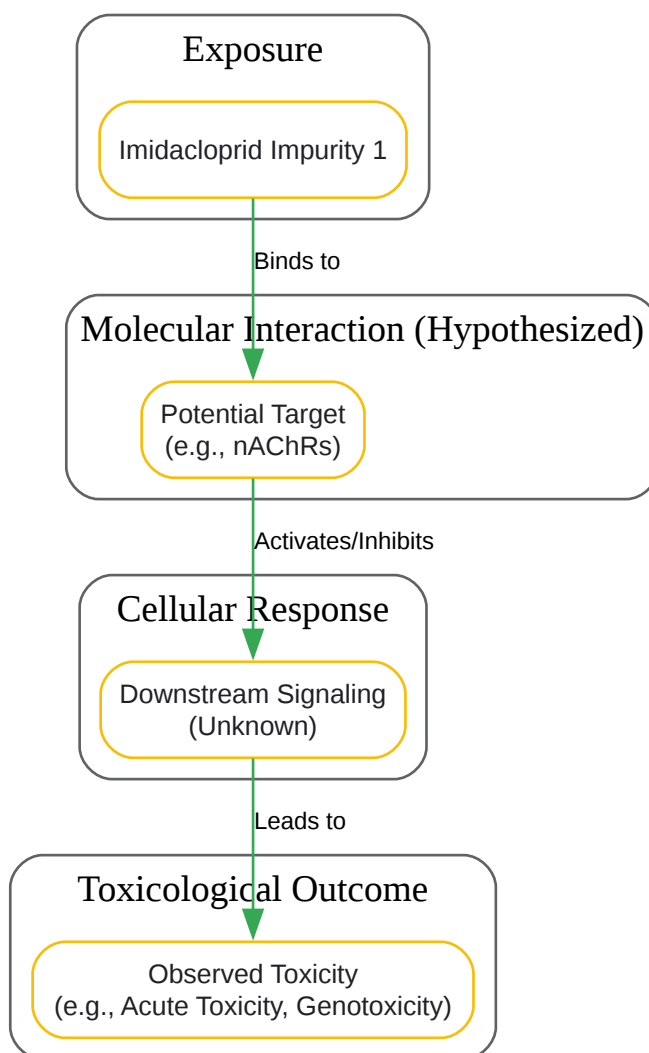 Exposure
Imidacloprid Impurity 1
Binds to
Molecular Interaction (Hypothesized)
Potential Target
(e.g., nAChRs)
Activates/Inhibits
Cellular Response
Downstream Signaling
(Unknown)
Leads to
Toxicological Outcome
Observed Toxicity
(e.g., Acute Toxicity, Genotoxicity)